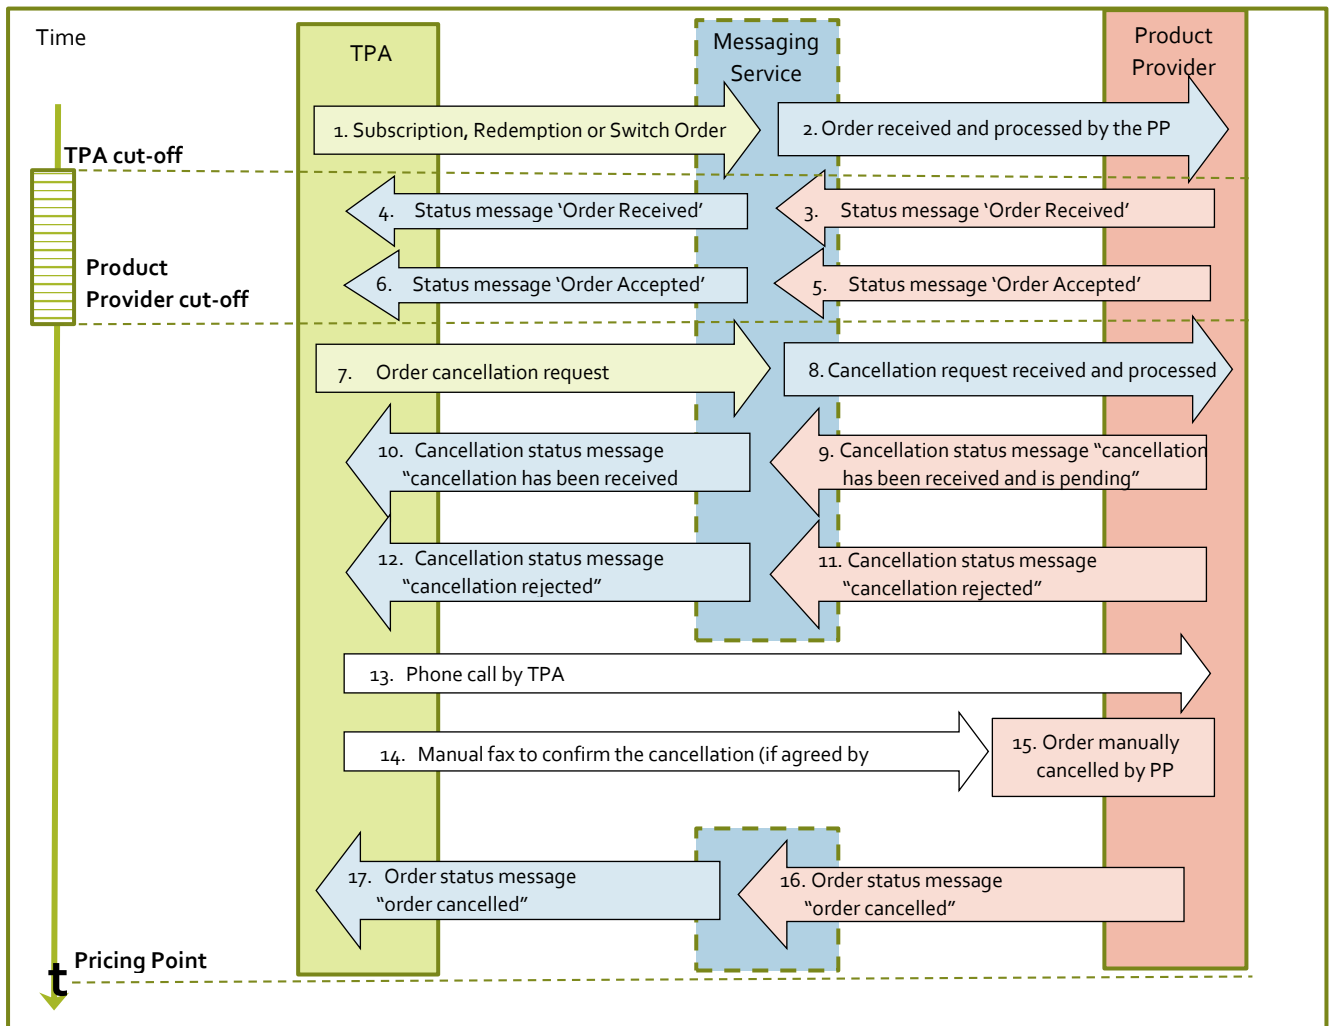 Time
TPA
Messaging
Service
Product
Provider
1. Subscription, Redemption or Switch Order
2. Order received and processed by the PP
TPA cut-off
4. Status message ‘Order Received’
3. Status message ‘Order Received’
Product
Provider cut-off
6. Status message ‘Order Accepted’
5. Status message ‘Order Accepted’
7. Order cancellation request
8. Cancellation request received and processed
10. Cancellation status message
“cancellation has been received
9. Cancellation status message “cancellation
has been received and is pending”
12. Cancellation status message
“cancellation rejected”
11. Cancellation status message
“cancellation rejected”
13. Phone call by TPA
14. Manual fax to confirm the cancellation (if agreed by
15. Order manually
cancelled by PP
17. Order status message
“order cancelled”
16. Order status message
“order cancelled”
Pricing Point
t